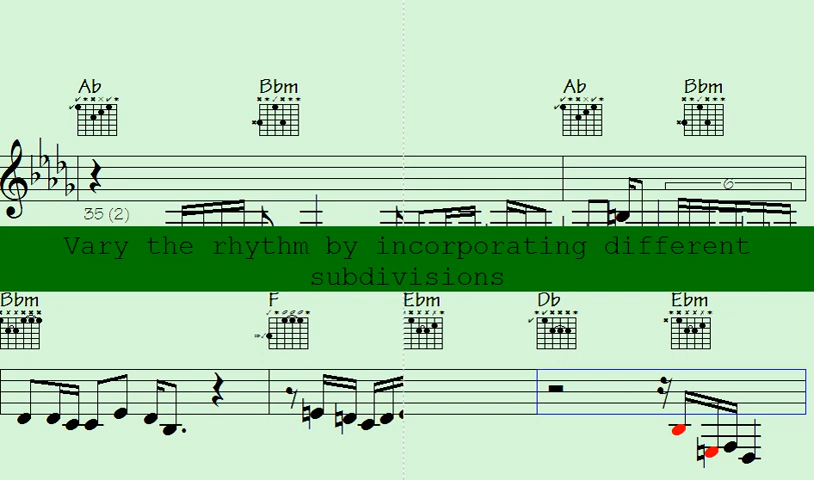 Ab Bbm Ab Bbm
35 (2) 6
Vary the rhythm by incorporating different
subdivisions
Bbm F Ebm Db Ebm